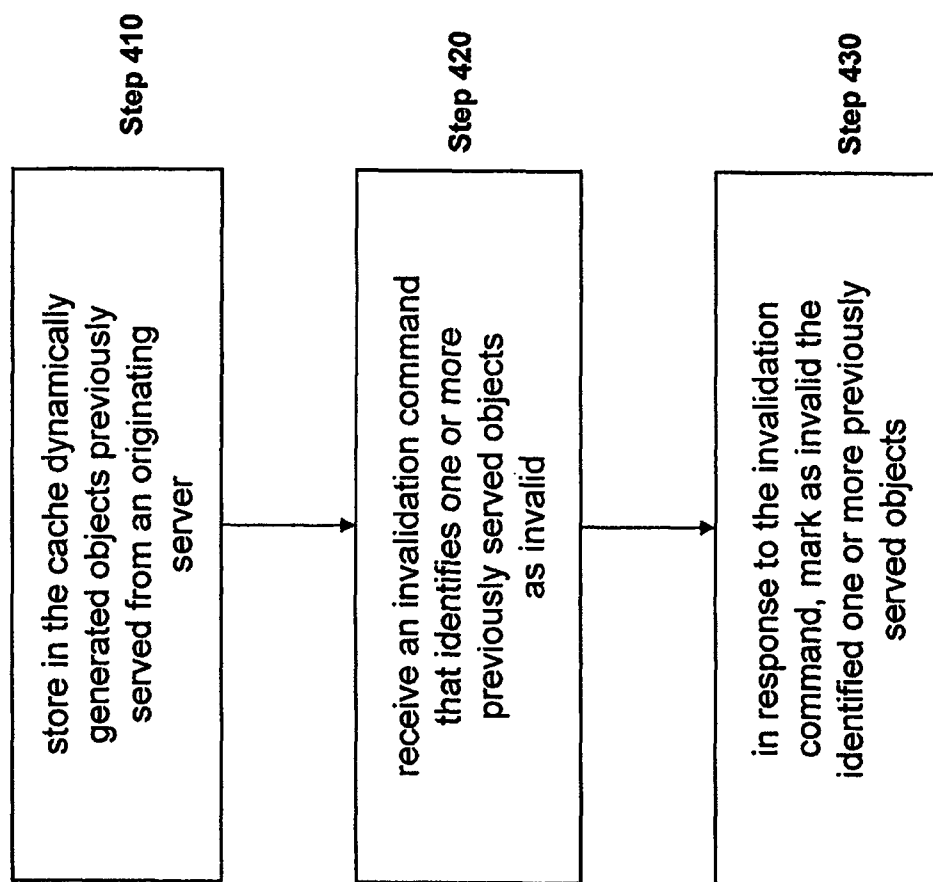 store in the cache dynamically
generated objects previously
served from an originating
server
Step 410
receive an invalidation command
that identifies one or more
previously served objects
as invalid
Step 420
in response to the invalidation
command, mark as invalid the
identified one or more previously
served objects
Step 430